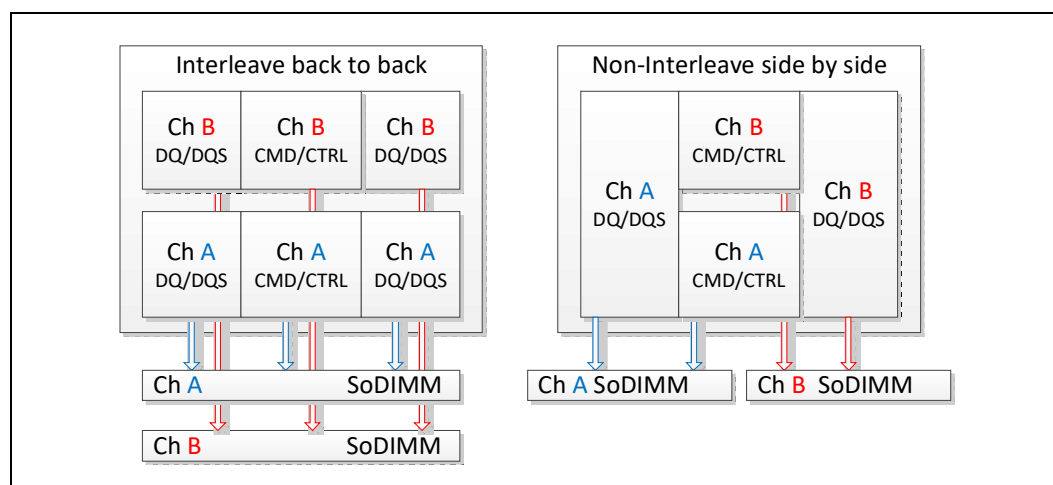 Interleave back to back
Ch B
DQ/DQS
Ch B
CMD/CTRL
Ch B
DQ/DQS
Ch A
DQ/DQS
Ch A
CMD/CTRL
Ch A
DQ/DQS
Ch A SoDIMM
Ch B SoDIMM
Non-Interleave side by side
Ch A
DQ/DQS
Ch B
CMD/CTRL
Ch A
CMD/CTRL
Ch B
DQ/DQS
Ch A SoDIMM
Ch B SoDIMM